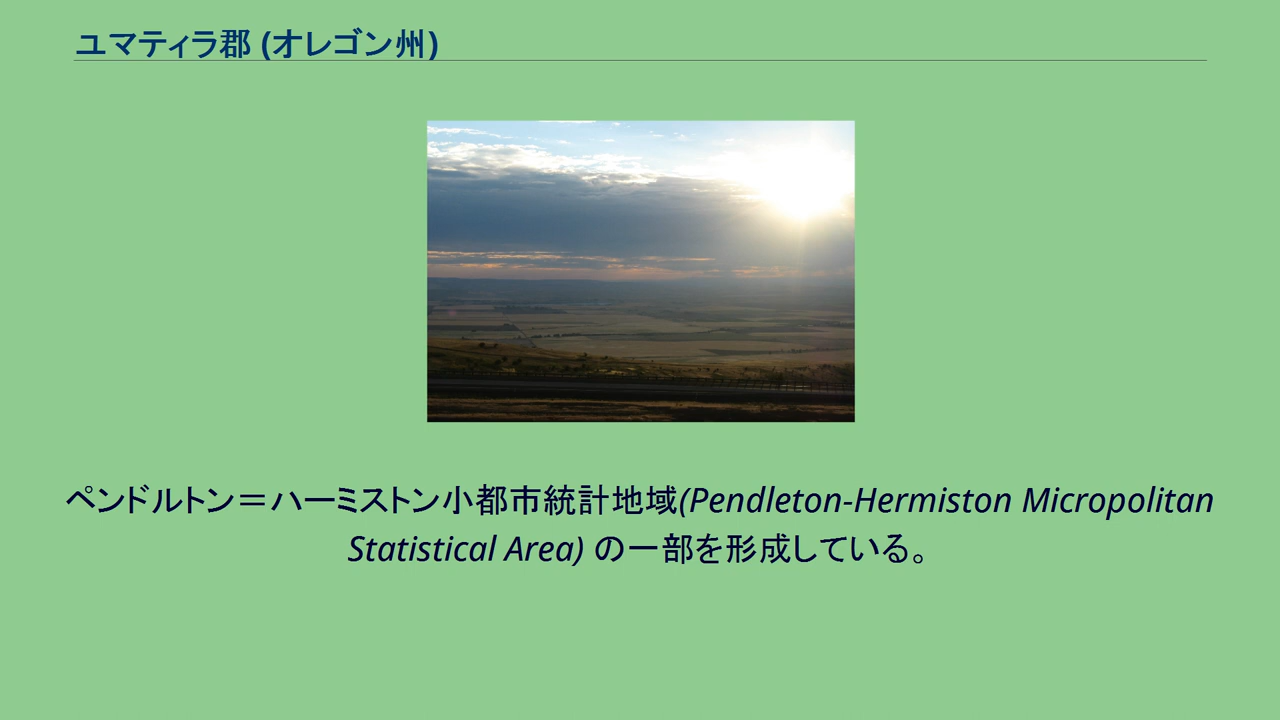 ユマティラ郡 (オレゴン州)
ペンドルトン＝ハーミストン小都市統計地域(Pendleton-Hermiston Micropolitan
Statistical Area) の一部を形成している。